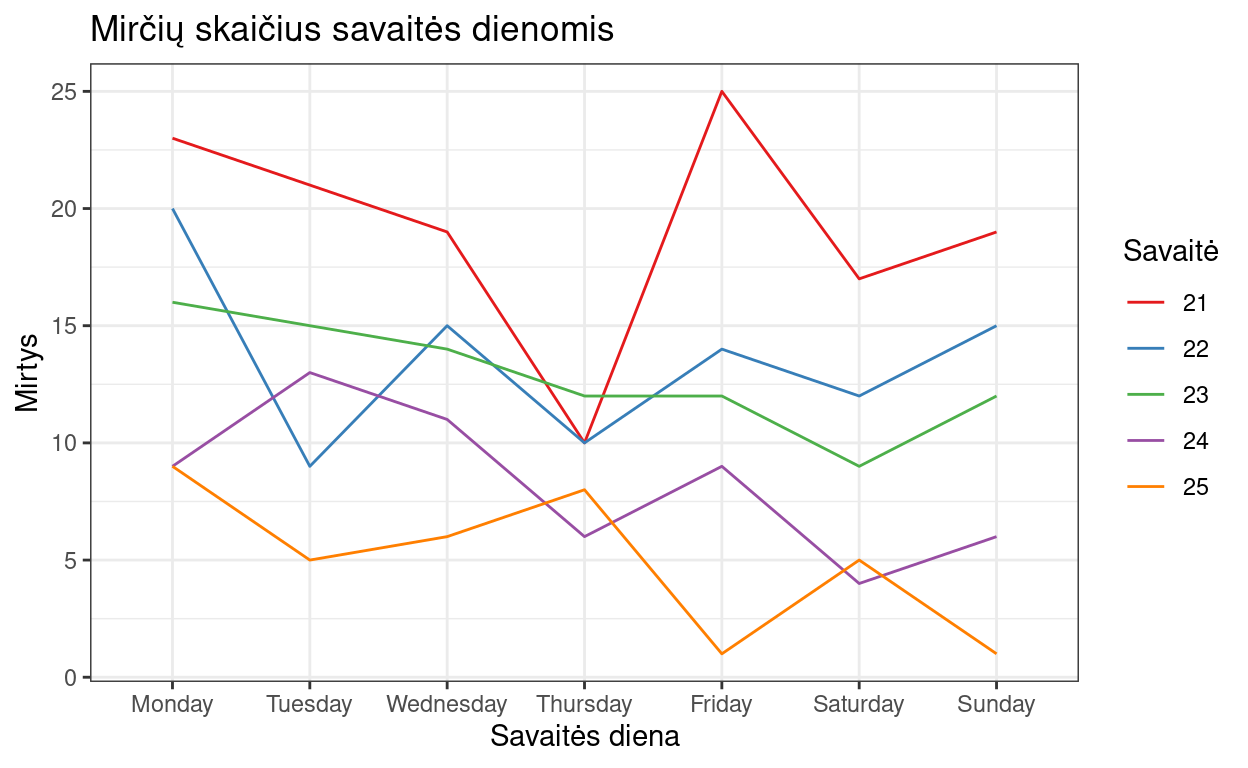 Mirčių skaičius savaitės dienomis
25
20
15
10
5
0
Mirtys
Monday Tuesday Wednesday Thursday Friday Saturday Sunday
Savaitės diena
Savaitė
21
22
23
24
25